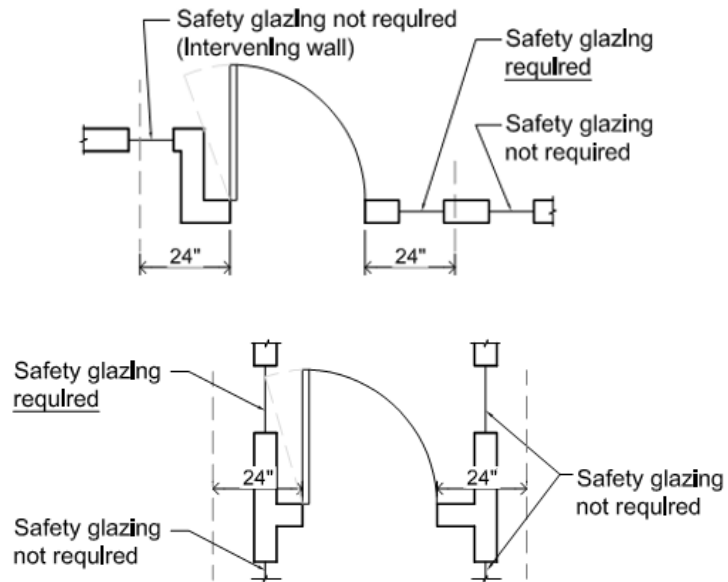 Safety glazing not required
(Intervening wall)
Safety glazing
required
Safety glazing
not required
24"
24"
Safety glazing
required
24"
24"
Safety glazing
not required
Safety glazing
not required